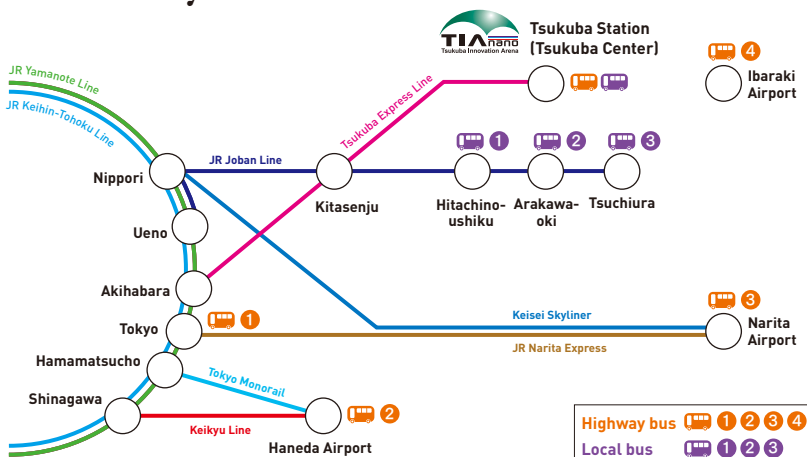 TIA nano
Tsukuba Innovation Arena
Tsukuba Station
(Tsukuba Center)
4
Ibaraki
Airport
JR Yamanote Line
JR Keihin-Tohoku Line
Tsukuba Express Line
1
2
3
JR Joban Line
Nippori
Kitasenju
Hitachino-
ushiku
Arakawa-
oki
Tsuchiura
Ueno
Akihabara
Tokyo
1
Keisei Skyliner
3
Narita
Airport
JR Narita Express
Hamamatsucho
Tokyo Monorail
Shinagawa
Keikyu Line
2
Haneda Airport
Highway bus 1 2 3 4
Local bus 1 2 3